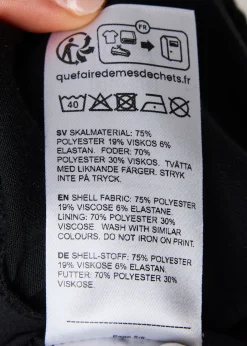 FR
quefairedemesdechets.fr
40
SV SKALMATERIAL: 75%
POLYESTER 19% VISKOS 6%
ELASTAN. FODER: 70%
POLYESTER 30% VISKOS. TVÄTTA
MED LIKNANDE FÄRGER. STRYK
INTE PÅ TRYCK.
EN SHELL FABRIC: 75% POLYESTER
19% VISCOSE 6% ELASTANE.
LINING: 70% POLYESTER 30%
VISCOSE. WASH WITH SIMILAR
COLOURS. DO NOT IRON ON PRINT.
DE SHELL-STOFF: 75% POLYESTER
19% VISKOSE 6% ELASTAN.
FUTTER: 70% POLYESTER 30%
VISKOSE.